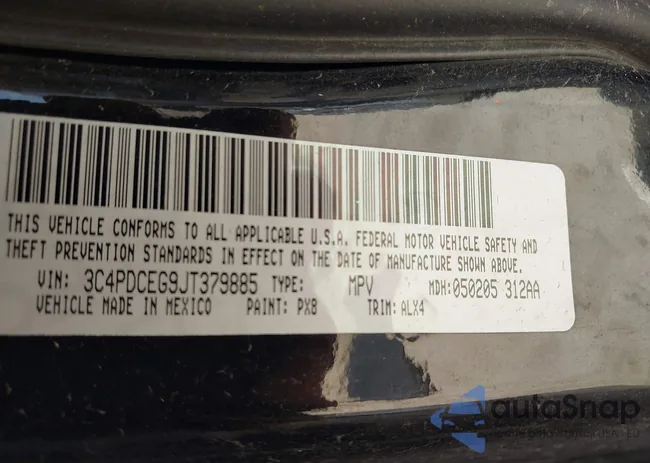 THIS VEHICLE CONFORMS TO ALL APPLICABLE U.S.A. FEDERAL MOTOR VEHICLE SAFETY AND
THEFT PREVENTION STANDARDS IN EFFECT ON THE DATE OF MANUFACTURE SHOWN ABOVE.
VIN: 3C4PDCEG9JT379885 TYPE: MPV MDH:050205 312AA
VEHICLE MADE IN MEXICO PAINT: PX8 TRIM: ALX4
autoSnap